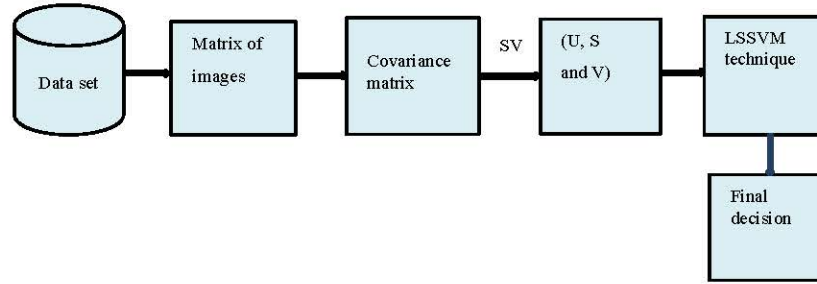 Data set
Matrix of
images
Covariance
matrix
SV
(U, S
and V)
LSSVM
technique
Final
decision